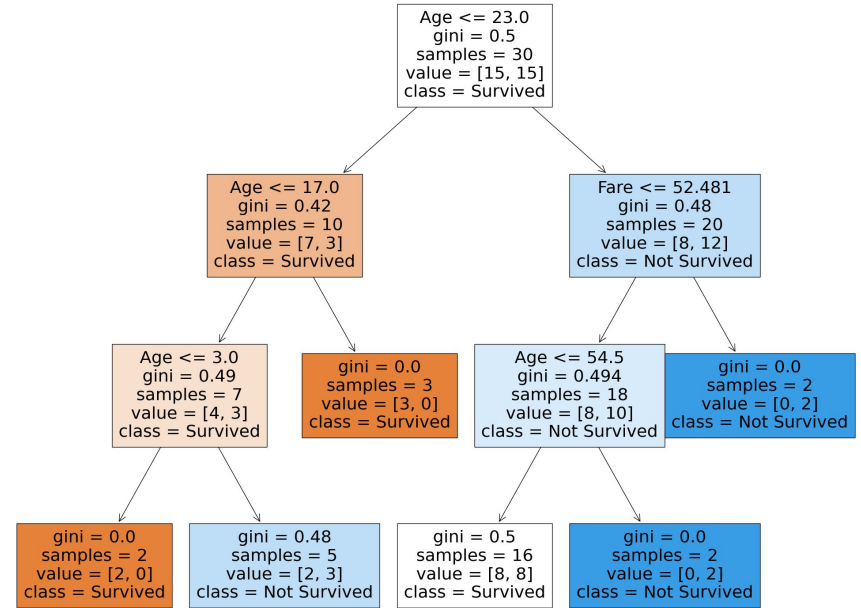 Age <= 23.0
gini = 0.5
samples = 30
value = [15, 15]
class = Survived
Age <= 17.0
gini = 0.42
samples = 10
value = [7, 3]
class = Survived
Fare <= 52.481
gini = 0.48
samples = 20
value = [8, 12]
class = Not Survived
Age <= 3.0
gini = 0.49
samples = 7
value = [4, 3]
class = Survived
gini = 0.0
samples = 3
value = [3, 0]
class = Survived
Age <= 54.5
gini = 0.494
samples = 18
value = [8, 10]
class = Not Survived
gini = 0.0
samples = 2
value = [0, 2]
class = Not Survived
gini = 0.0
samples = 2
value = [2, 0]
class = Survived
gini = 0.48
samples = 5
value = [2, 3]
class = Not Survived
gini = 0.5
samples = 16
value = [8, 8]
class = Survived
gini = 0.0
samples = 2
value = [0, 2]
class = Not Survived